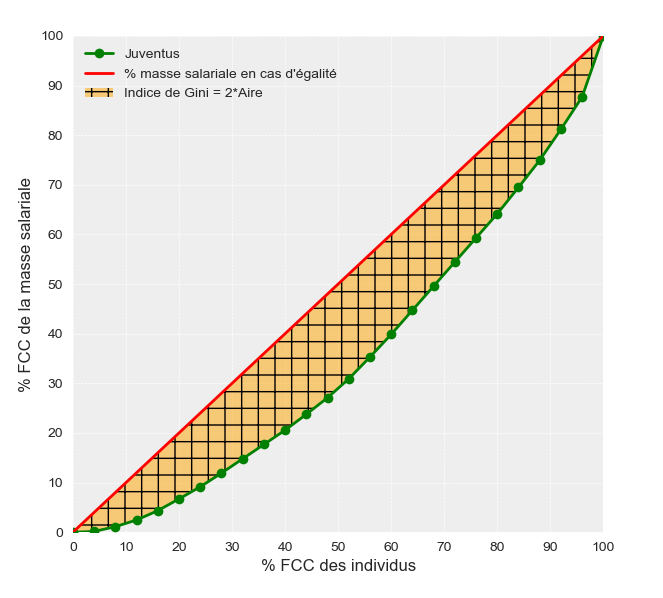 Juventus
% masse salariale en cas d'égalité
Indice de Gini = 2*Aire
% FCC de la masse salariale
100
90
80
70
60
50
40
30
20
10
0
0 10 20 30 40 50 60 70 80 90 100
% FCC des individus